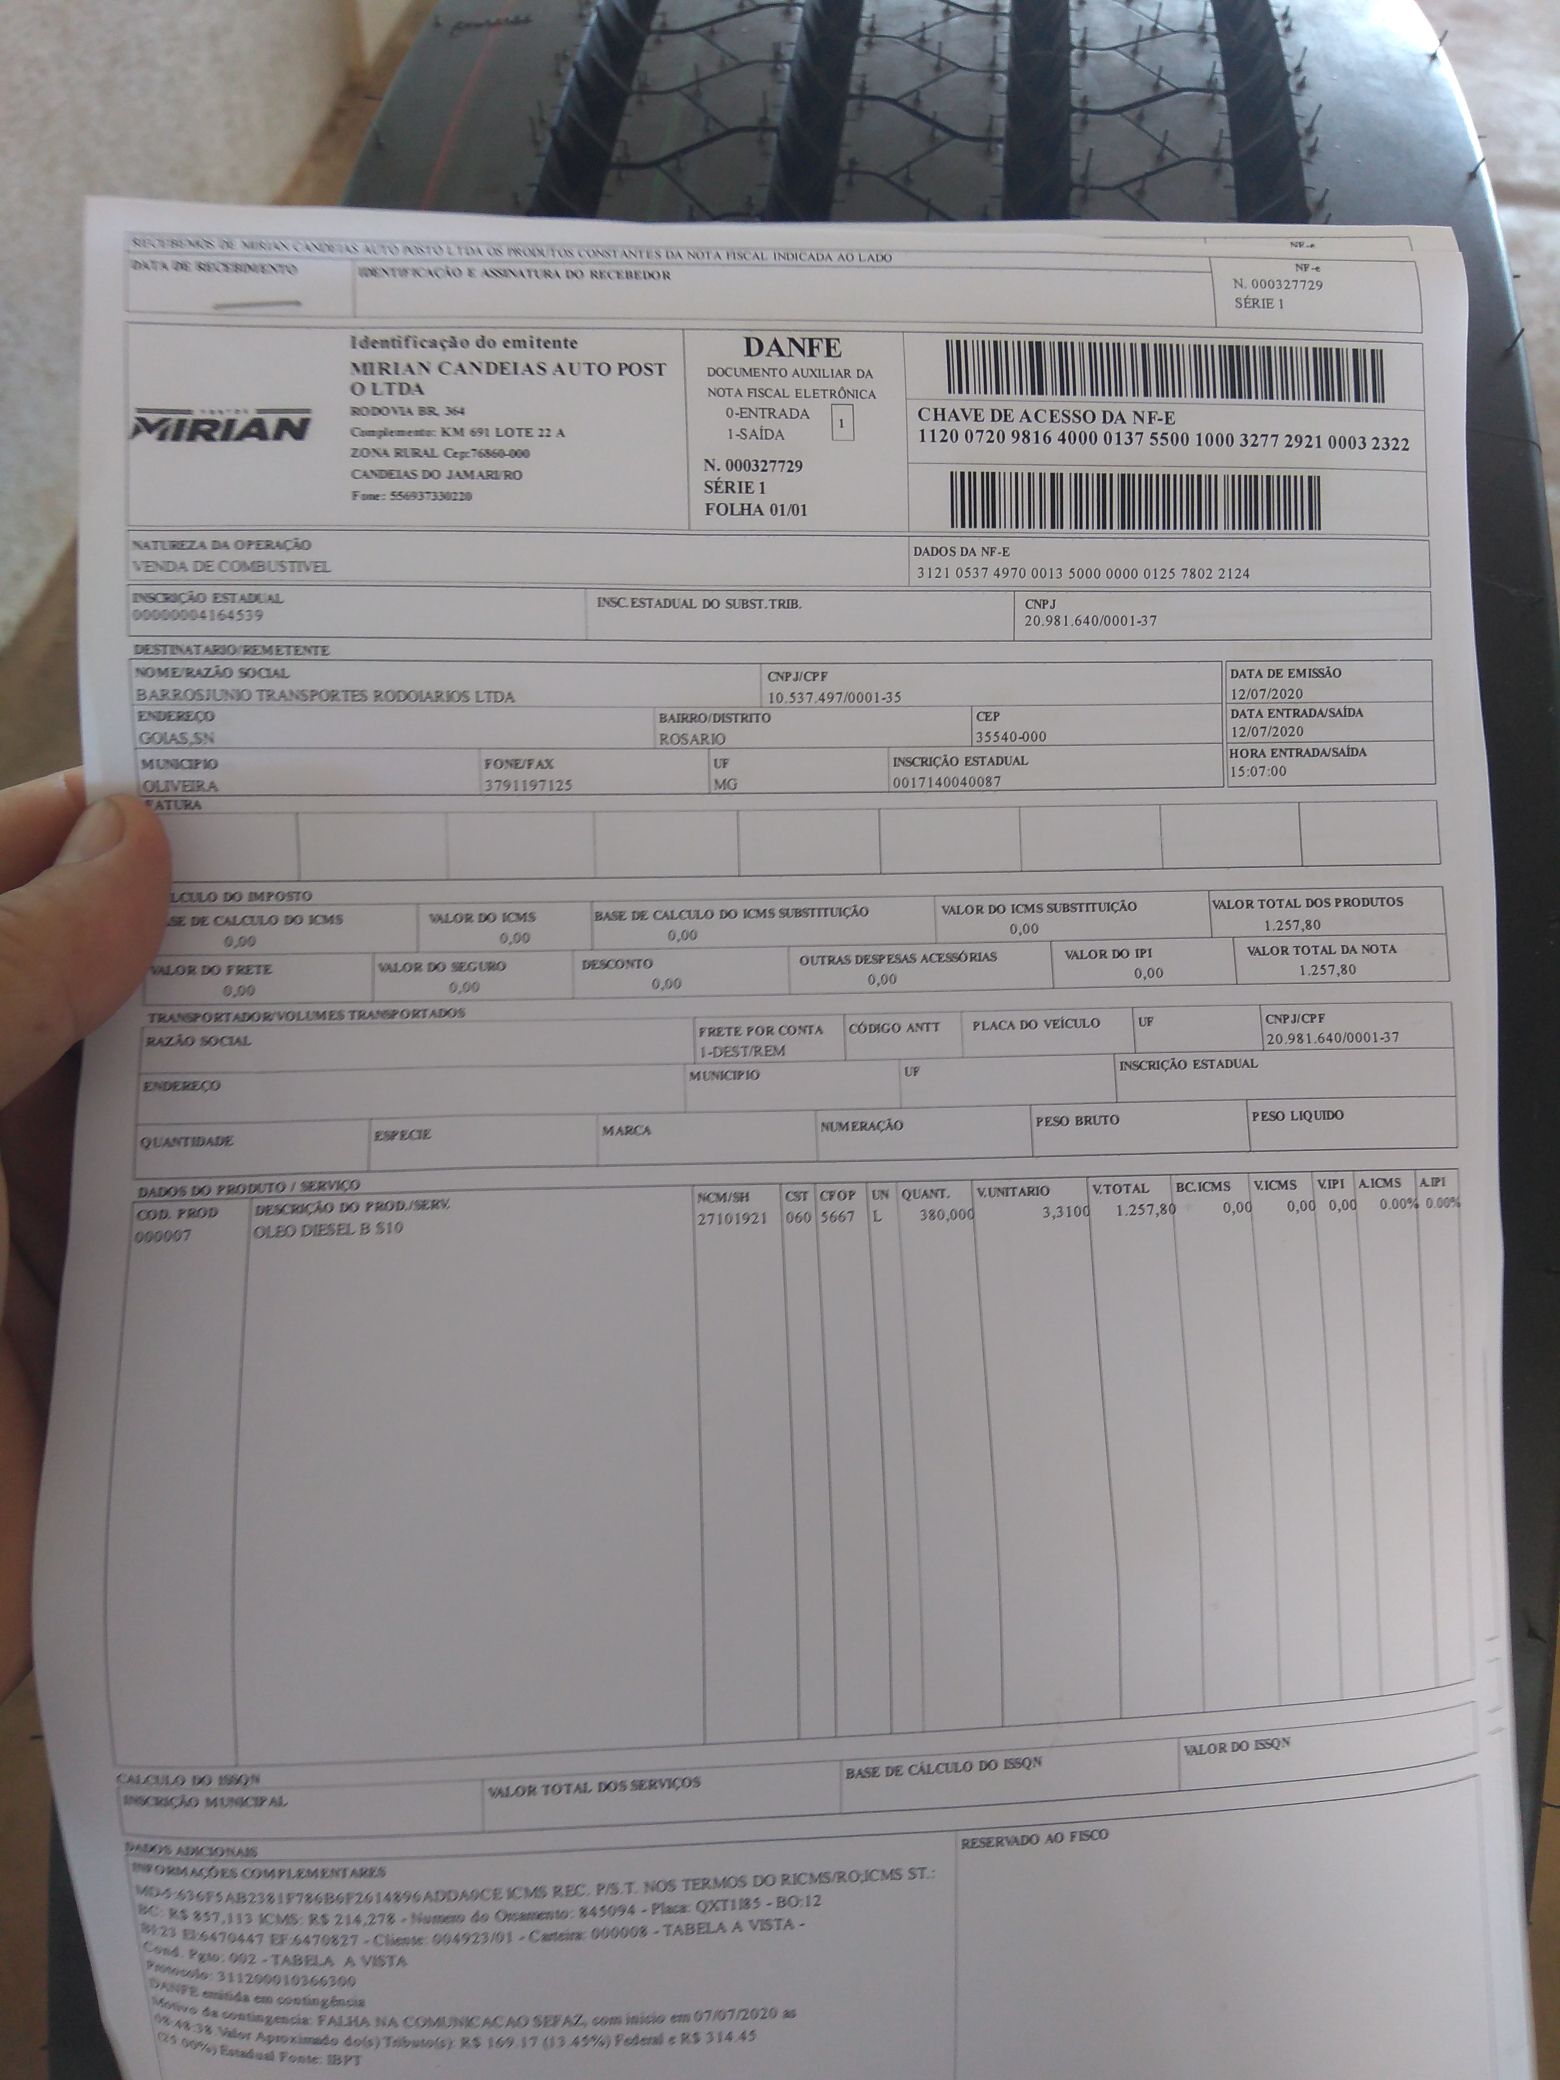 RECEBEMOS DE MIRIAN CANDEIAS AUTO POSTO LTDA OS PRODUTOS CONSTANTES DA NOTA FISCAL INDICADA AO LADO
NF-e
DATA DE RECEBIMENTO
IDENTIFICAÇÃO E ASSINATURA DO RECEBEDOR
NF-e
N. 000327729
SÉRIE 1
POSTOS
MIRIAN
Identificação do emitente
MIRIAN CANDEIAS AUTO POST
O LTDA
RODOVIA BR, 364
Complemento: KM 691 LOTE 22 A
ZONA RURAL Cep:76860-000
CANDEIAS DO JAMARI/RO
Fone: 556937330220
DANFE
DOCUMENTO AUXILIAR DA
NOTA FISCAL ELETRÔNICA
0-ENTRADA
1-SAÍDA
1
N. 000327729
SÉRIE 1
FOLHA 01/01
CHAVE DE ACESSO DA NF-E
1120 0720 9816 4000 0137 5500 1000 3277 2921 0003 2322
NATUREZA DA OPERAÇÃO
VENDA DE COMBUSTIVEL
DADOS DA NF-E
3121 0537 4970 0013 5000 0000 0125 7802 2124
INSCRIÇÃO ESTADUAL
00000004164539
INSC.ESTADUAL DO SUBST.TRIB.
CNPJ
20.981.640/0001-37
DESTINATARIO/REMETENTE
NOME/RAZÃO SOCIAL
BARROSJUNIO TRANSPORTES RODOIARIOS LTDA
CNPJ/CPF
10.537.497/0001-35
DATA DE EMISSÃO
12/07/2020
ENDEREÇO
GOIAS,SN
BAIRRO/DISTRITO
ROSARIO
CEP
35540-000
DATA ENTRADA/SAÍDA
12/07/2020
MUNICIPIO
OLIVEIRA
FONE/FAX
3791197125
UF
MG
INSCRIÇÃO ESTADUAL
0017140040087
HORA ENTRADA/SAÍDA
15:07:00
FATURA
LCULO DO IMPOSTO
ASE DE CALCULO DO ICMS
0,00
VALOR DO ICMS
0,00
BASE DE CALCULO DO ICMS SUBSTITUIÇÃO
0,00
VALOR DO ICMS SUBSTITUIÇÃO
0,00
VALOR TOTAL DOS PRODUTOS
1.257,80
VALOR DO FRETE
0,00
VALOR DO SEGURO
0,00
DESCONTO
0,00
OUTRAS DESPESAS ACESSÓRIAS
0,00
VALOR DO IPI
0,00
VALOR TOTAL DA NOTA
1.257,80
TRANSPORTADOR/VOLUMES TRANSPORTADOS
RAZÃO SOCIAL
FRETE POR CONTA
1-DEST/REM
CÓDIGO ANTT
PLACA DO VEÍCULO
UF
CNPJ/CPF
20.981.640/0001-37
ENDEREÇO
MUNICIPIO
UF
INSCRIÇÃO ESTADUAL
QUANTIDADE
ESPECIE
MARCA
NUMERAÇÃO
PESO BRUTO
PESO LIQUIDO
DADOS DO PRODUTO / SERVIÇO
COD. PROD DESCRIÇÃO DO PROD./SERV. NCM/SH CST CFOP UN QUANT. V.UNITARIO V.TOTAL BC.ICMS V.ICMS V.IPI A.ICMS A.IPI
000007 OLEO DIESEL B S10 27101921 060 5667 L 380,000 3,3100 1.257,80 0,00 0,00 0,00 0.00% 0.00%
CALCULO DO ISSQN
INSCRIÇÃO MUNICIPAL
VALOR TOTAL DOS SERVIÇOS
BASE DE CÁLCULO DO ISSQN
VALOR DO ISSQN
DADOS ADICIONAIS
INFORMAÇÕES COMPLEMENTARES
RESERVADO AO FISCO
MD-5:636F5AB2381F786B6F2614896ADDA0CE ICMS REC. P/S.T. NOS TERMOS DO RICMS/RO;ICMS ST.:
BC: R$ 857,113 ICMS: R$ 214,278 - Numero do Orcamento: 845094 - Placa: QXT1I85 - BO:12
BI:23 EI:6470447 EF:6470827 - Cliente: 004923/01 - Carteira: 000008 - TABELA A VISTA -
Cond. Pgto: 002 - TABELA A VISTA
Protocolo: 311200010366300
DANFE emitida em contingência
Motivo da contingencia: FALHA NA COMUNICACAO SEFAZ, com início em 07/07/2020 as
08:48:38 Valor Aproximado do(s) Tributo(s): R$ 169.17 (13.45%) Federal e R$ 314.45
(25.00%) Estadual Fonte: IBPT